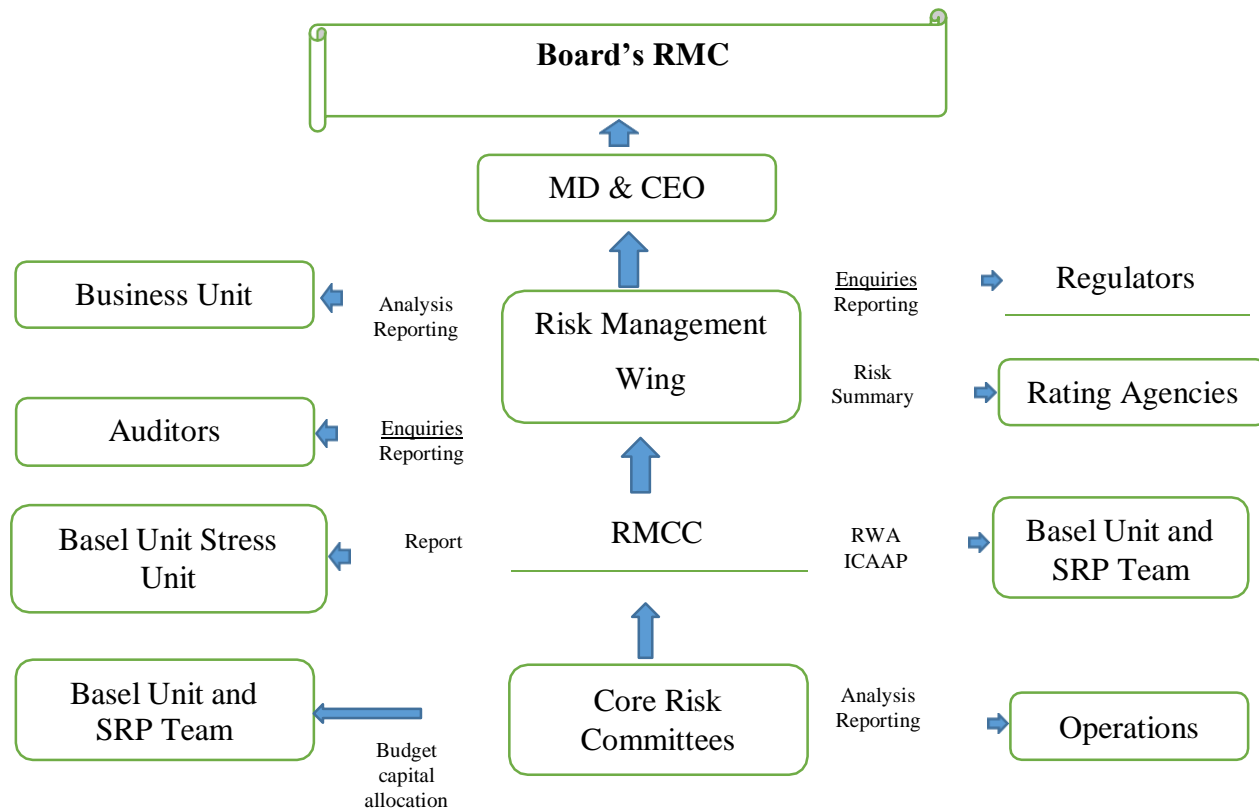 Board’s RMC
MD & CEO
Business Unit
Analysis
Reporting
Risk Management
Wing
Enquiries
Reporting
Regulators
Risk
Summary
Rating Agencies
Auditors
Enquiries
Reporting
Basel Unit Stress
Unit
Report
RMCC
RWA
ICAAP
Basel Unit and
SRP Team
Basel Unit and
SRP Team
Budget
capital
allocation
Core Risk
Committees
Analysis
Reporting
Operations